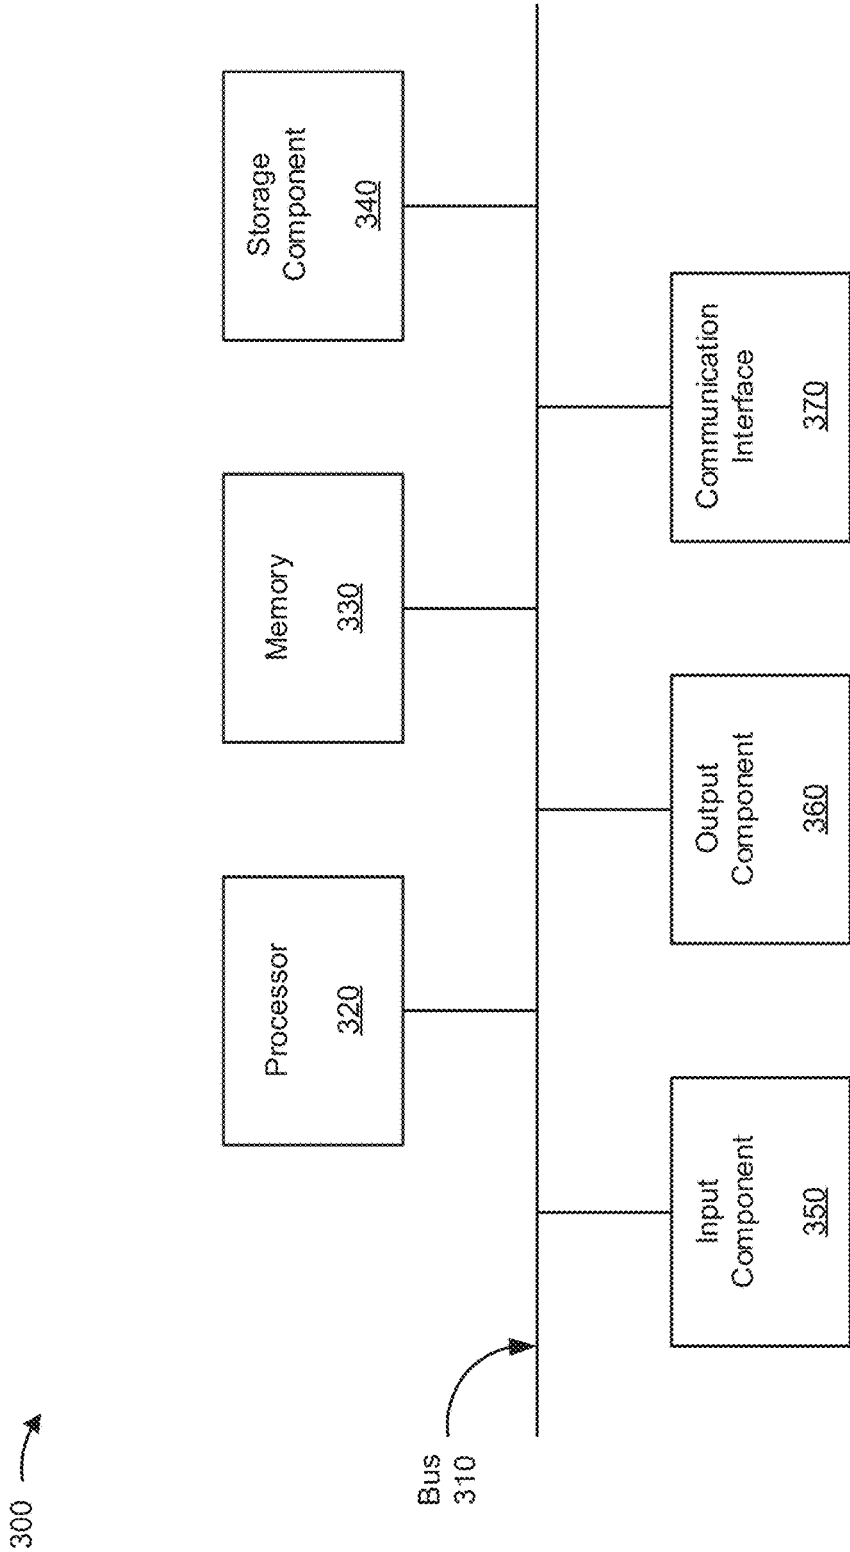 300
Processor
320
Memory
330
Storage
Component
340
Bus
310
Input
Component
350
Output
Component
360
Communication
Interface
370